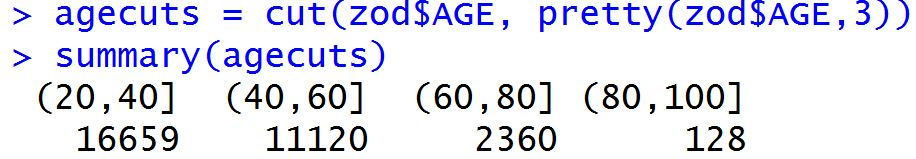 > agecuts = cut(zod$AGE, pretty(zod$AGE,3))
> summary(agecuts)
(20,40] (40,60] (60,80] (80,100]
16659 11120 2360 128